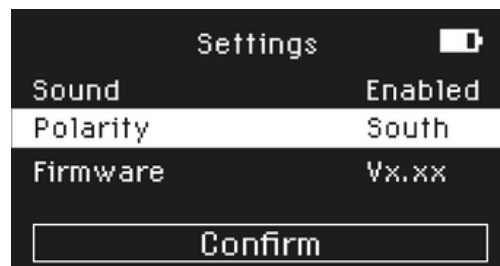 Settings
Sound Enabled
Polarity South
Firmware Vx.xx
Confirm